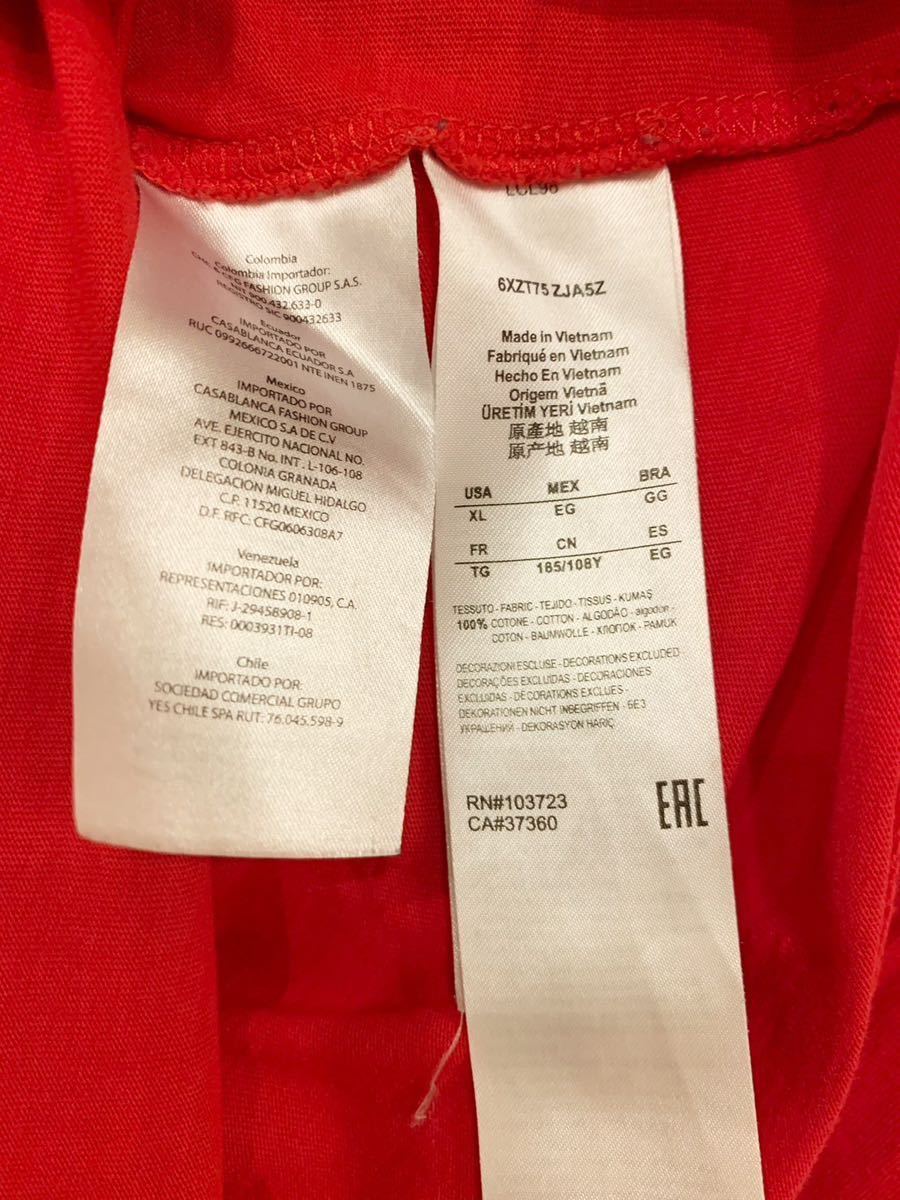 Colombia
Colombia Importador:
FASHION GROUP S.A.S.
NIT 900.432.633-0
REGISTRO SIC 900432633
Ecuador
IMPORTADO POR
CASABLANCA ECUADOR S.A
RUC 0992666722001 NTE INEN 1875
Mexico
IMPORTADO POR
CASABLANCA FASHION GROUP
MEXICO S.A DE C.V
AVE. EJERCITO NACIONAL NO.
EXT 843-B No. INT. L-106-108
COLONIA GRANADA
DELEGACION MIGUEL HIDALGO
C.P. 11520 MEXICO
D.F. RFC: CFG0606308A7
Venezuela
IMPORTADOR POR:
REPRESENTACIONES 010905, C.A.
RIF: J-29458908-1
RES: 0003931TI-08
Chile
IMPORTADO POR:
SOCIEDAD COMERCIAL GRUPO
YES CHILE SPA RUT: 76.045.598-9
6XZT75 ZJA5Z
Made in Vietnam
Fabriqué en Vietnam
Hecho En Vietnam
Origem Vietnã
ÜRETİM YERİ Vietnam
原產地 越南
原产地 越南
USA MEX BRA
XL EG GG
FR CN ES
TG 185/108Y EG
TESSUTO - FABRIC - TEJIDO - TISSUS - KUMAŞ
100% COTONE - COTTON - ALGODÃO - algodon -
COTON - BAUMWOLLE - ХЛОПОК - PAMUK
DECORAZIONI ESCLUSE - DECORATIONS EXCLUDED -
DECORAÇÕES EXCLUÍDAS - DECORACIONES
EXCLUIDAS - DÉCORATIONS EXCLUES -
DEKORATIONEN NICHT INBEGRIFFEN - БЕЗ
УКРАШЕНИЙ - DEKORASYON HARİÇ
RN#103723
CA#37360
EAC